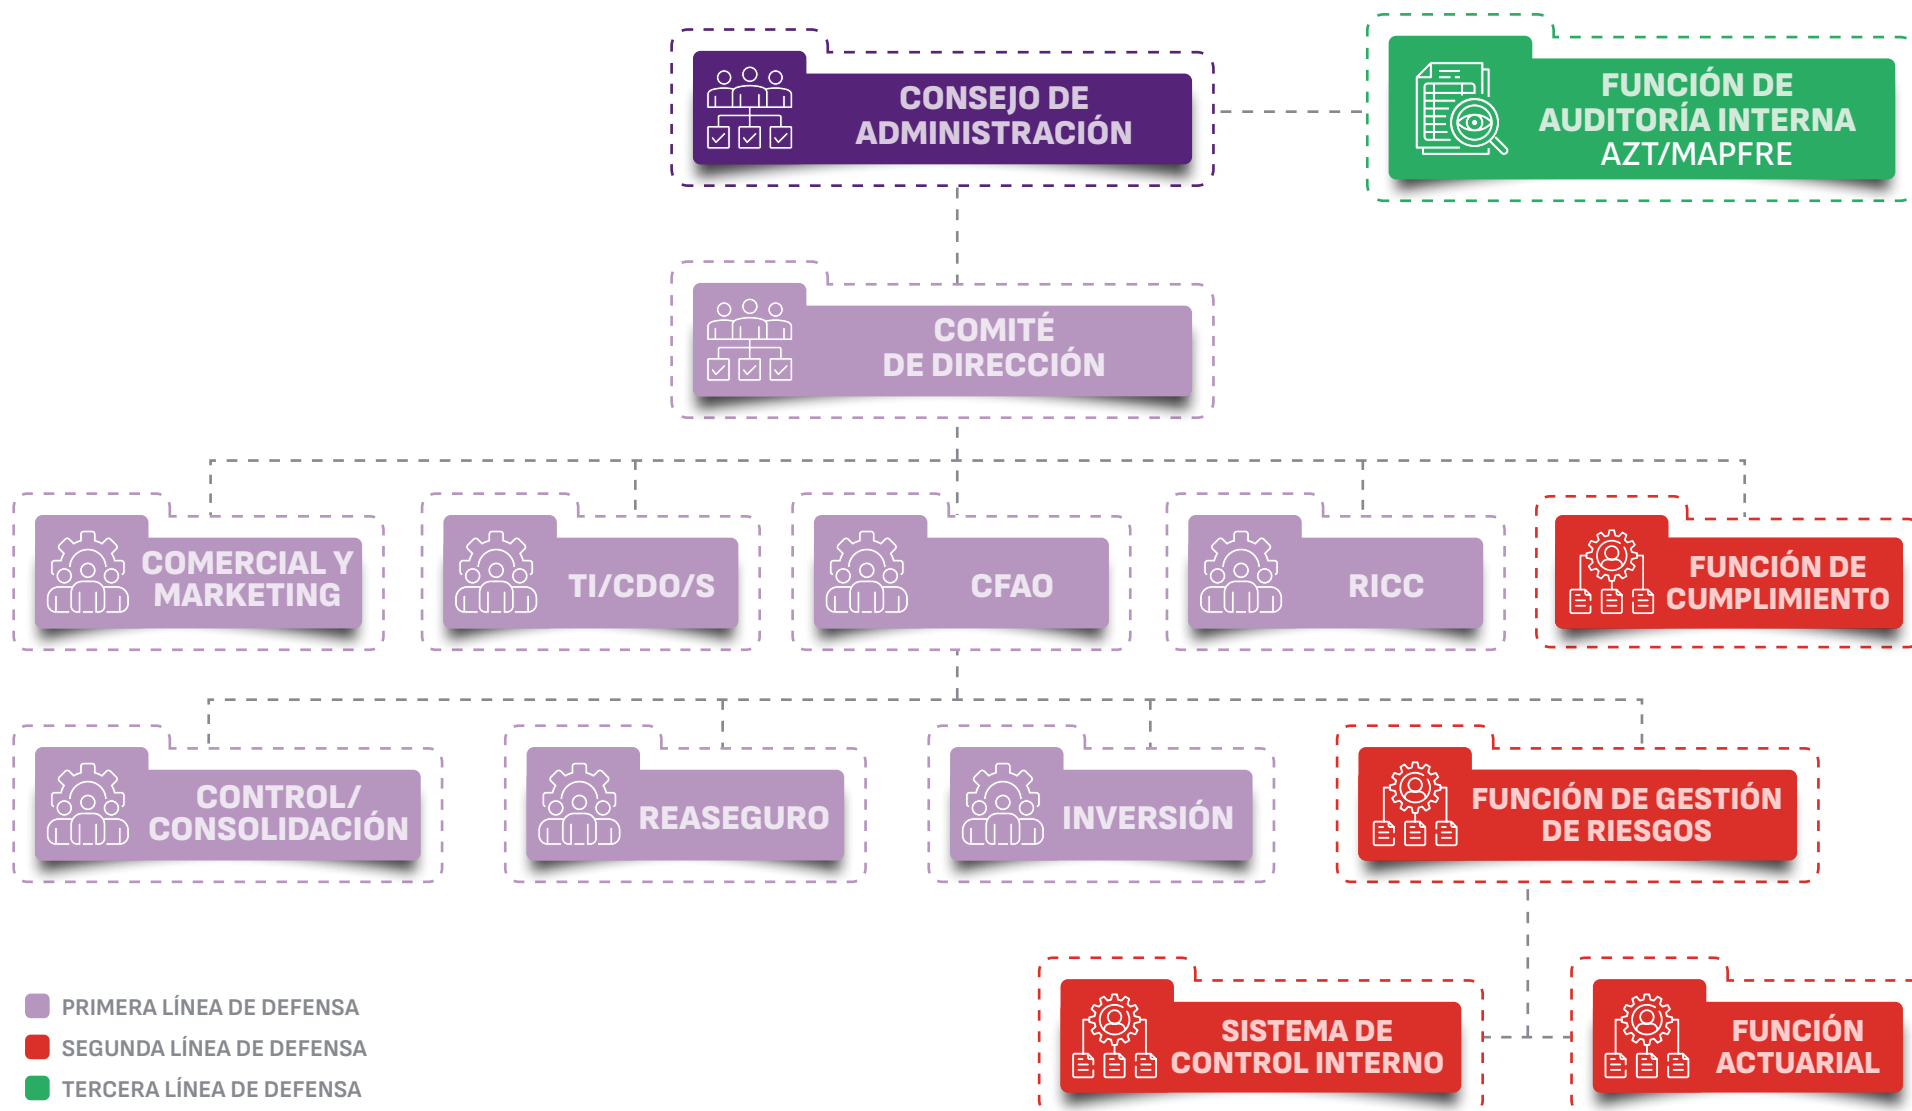 CONSEJO DE
ADMINISTRACIÓN
FUNCIÓN DE
AUDITORÍA INTERNA
AZT/MAPFRE
COMITÉ
DE DIRECCIÓN
COMERCIAL Y
MARKETING
TI/CDO/S
CFAO
RICC
FUNCIÓN DE
CUMPLIMIENTO
CONTROL/
CONSOLIDACIÓN
REASEGURO
INVERSIÓN
FUNCIÓN DE GESTIÓN
DE RIESGOS
SISTEMA DE
CONTROL INTERNO
FUNCIÓN
ACTUARIAL
PRIMERA LÍNEA DE DEFENSA
SEGUNDA LÍNEA DE DEFENSA
TERCERA LÍNEA DE DEFENSA